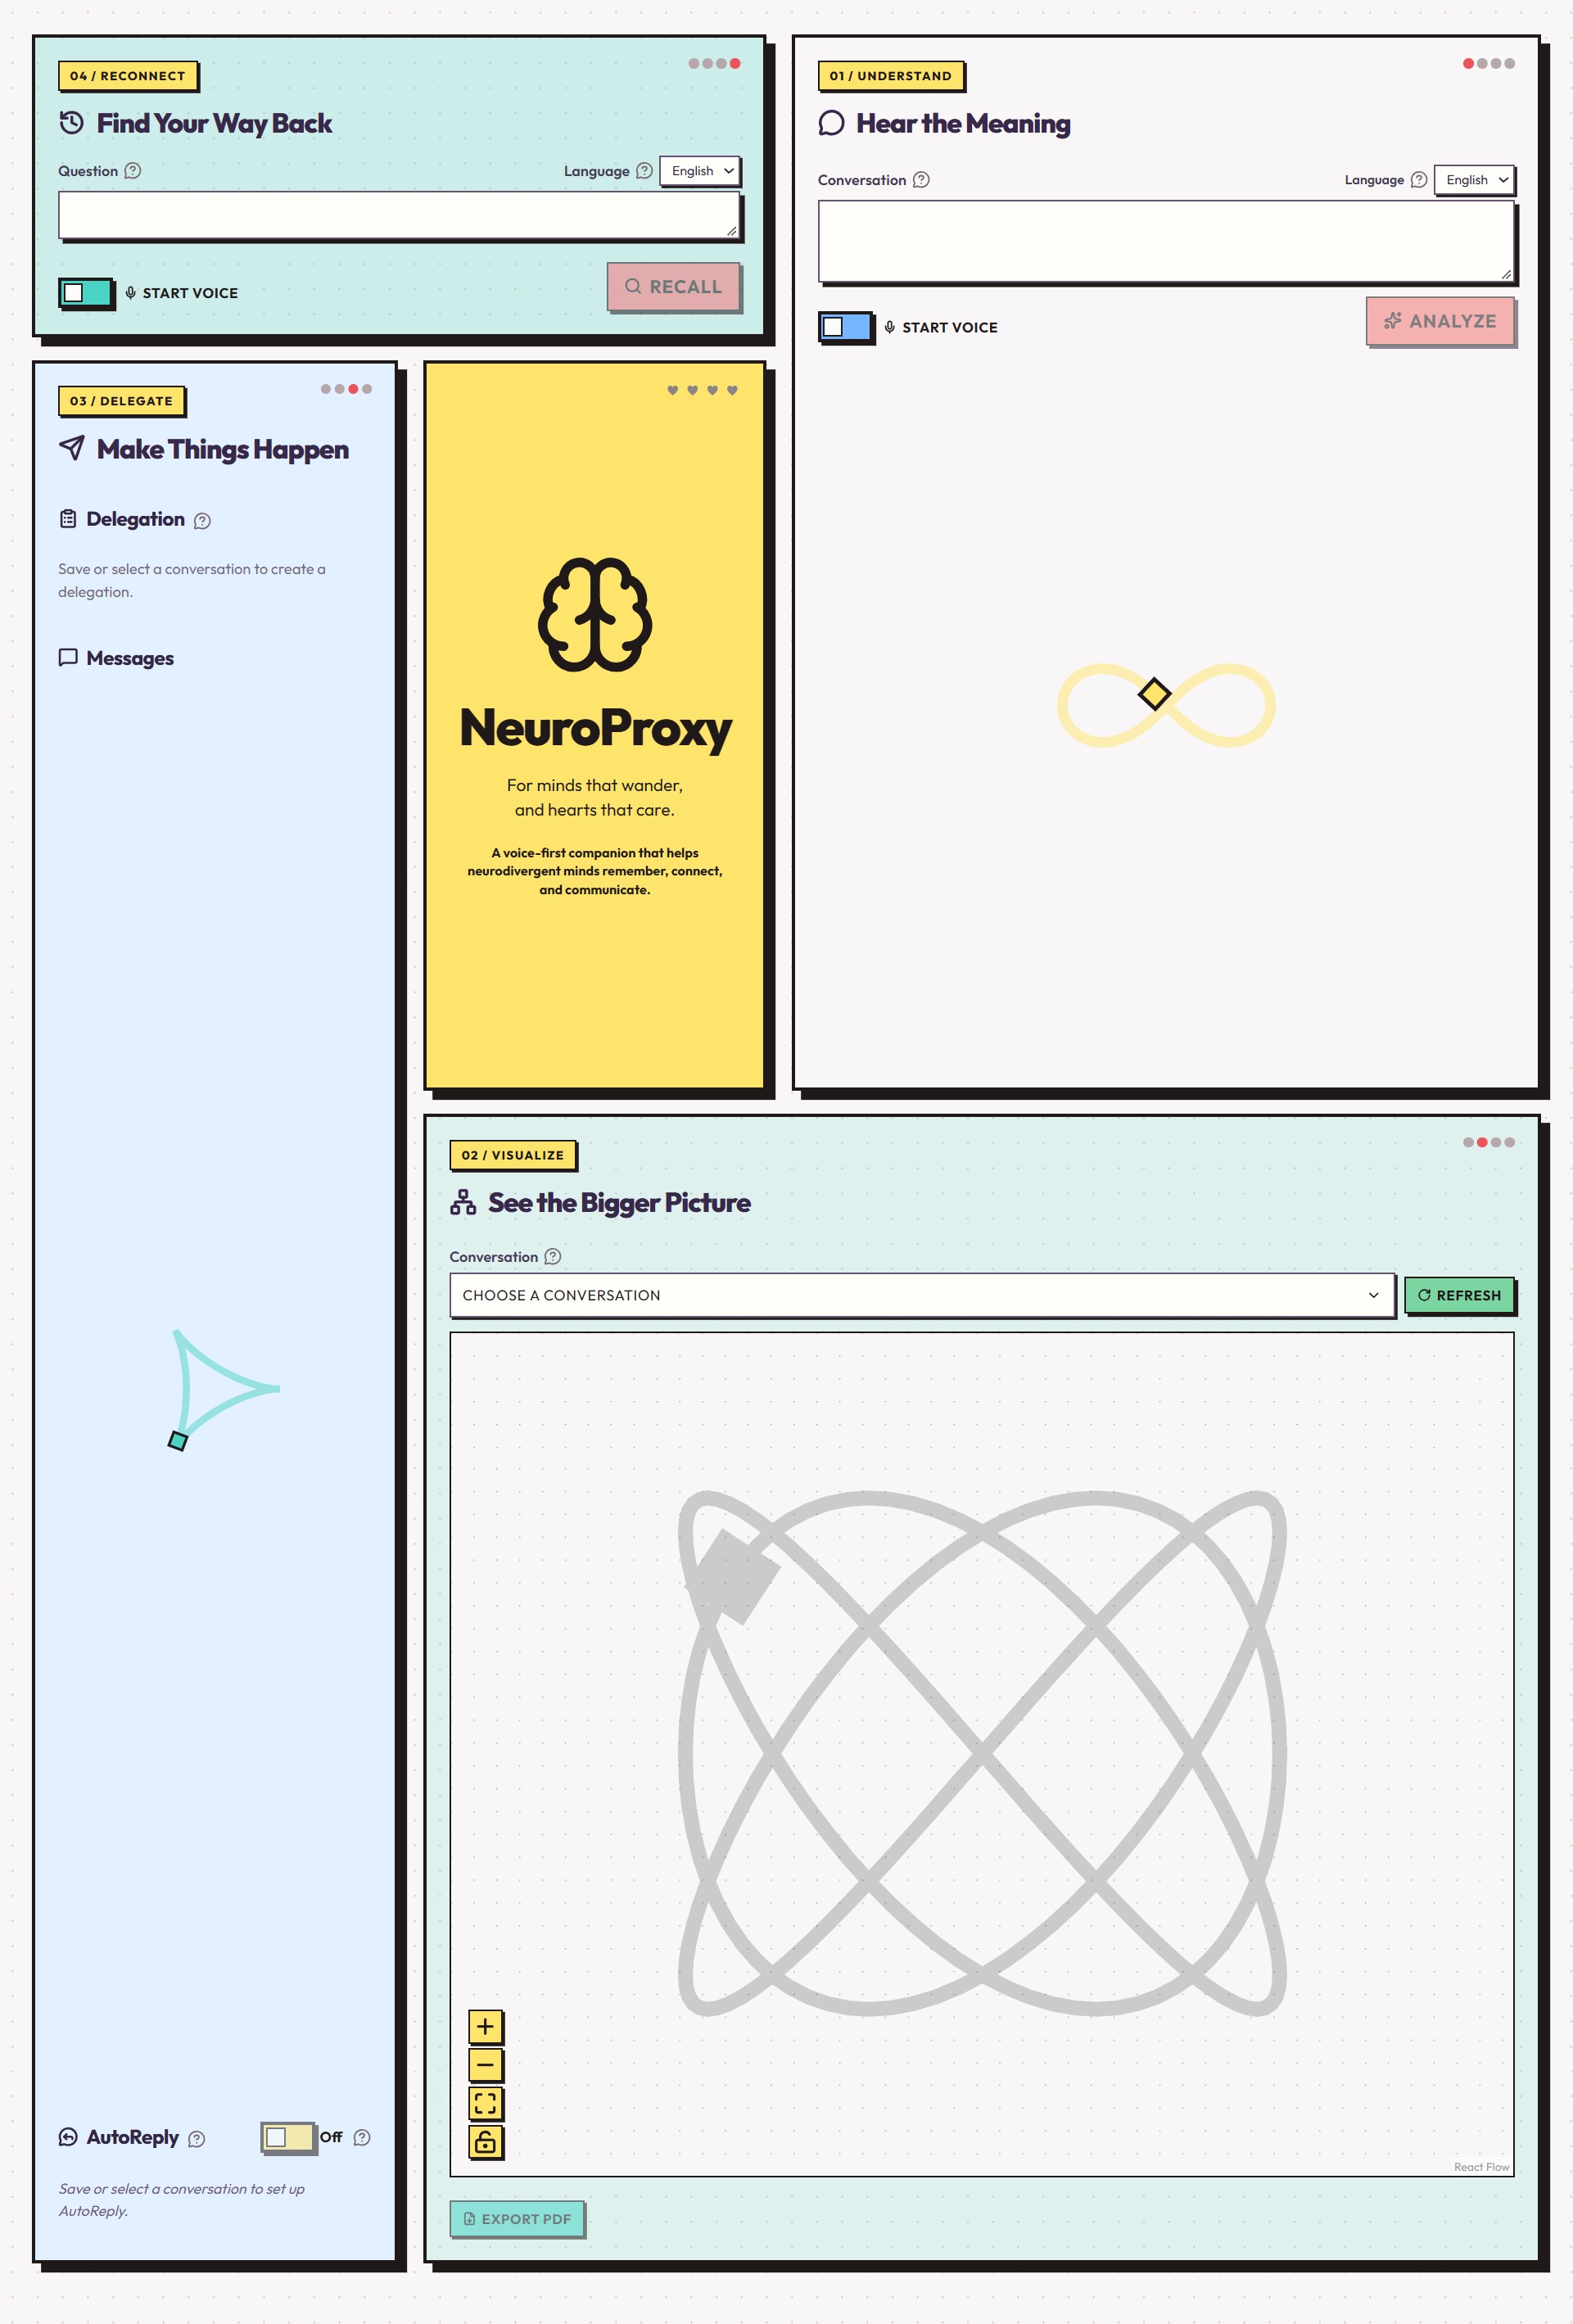 04 / RECONNECT
Find Your Way Back
Question
Language English
START VOICE
RECALL
01 / UNDERSTAND
Hear the Meaning
Conversation
Language English
START VOICE
ANALYZE
03 / DELEGATE
Make Things Happen
Delegation
Save or select a conversation to create a
delegation.
Messages
AutoReply
Off
Save or select a conversation to set up
AutoReply.
NeuroProxy
For minds that wander,
and hearts that care.
A voice-first companion that helps
neurodivergent minds remember, connect,
and communicate.
02 / VISUALIZE
See the Bigger Picture
Conversation
CHOOSE A CONVERSATION
REFRESH
React Flow
EXPORT PDF